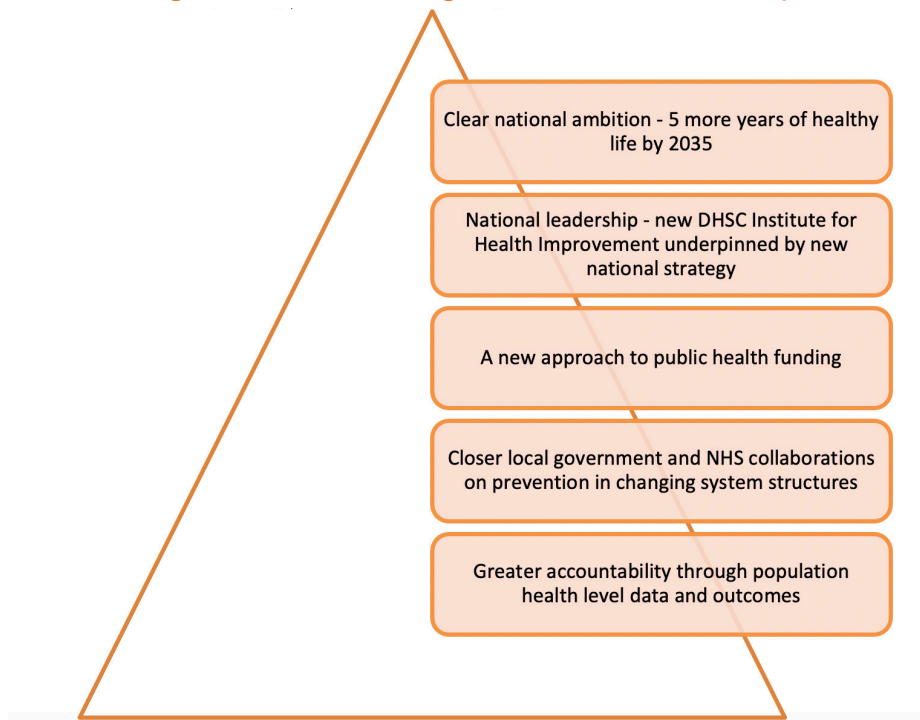 Clear national ambition - 5 more years of healthy
life by 2035
National leadership - new DHSC Institute for
Health Improvement underpinned by new
national strategy
A new approach to public health funding
Closer local government and NHS collaborations
on prevention in changing system structures
Greater accountability through population
health level data and outcomes